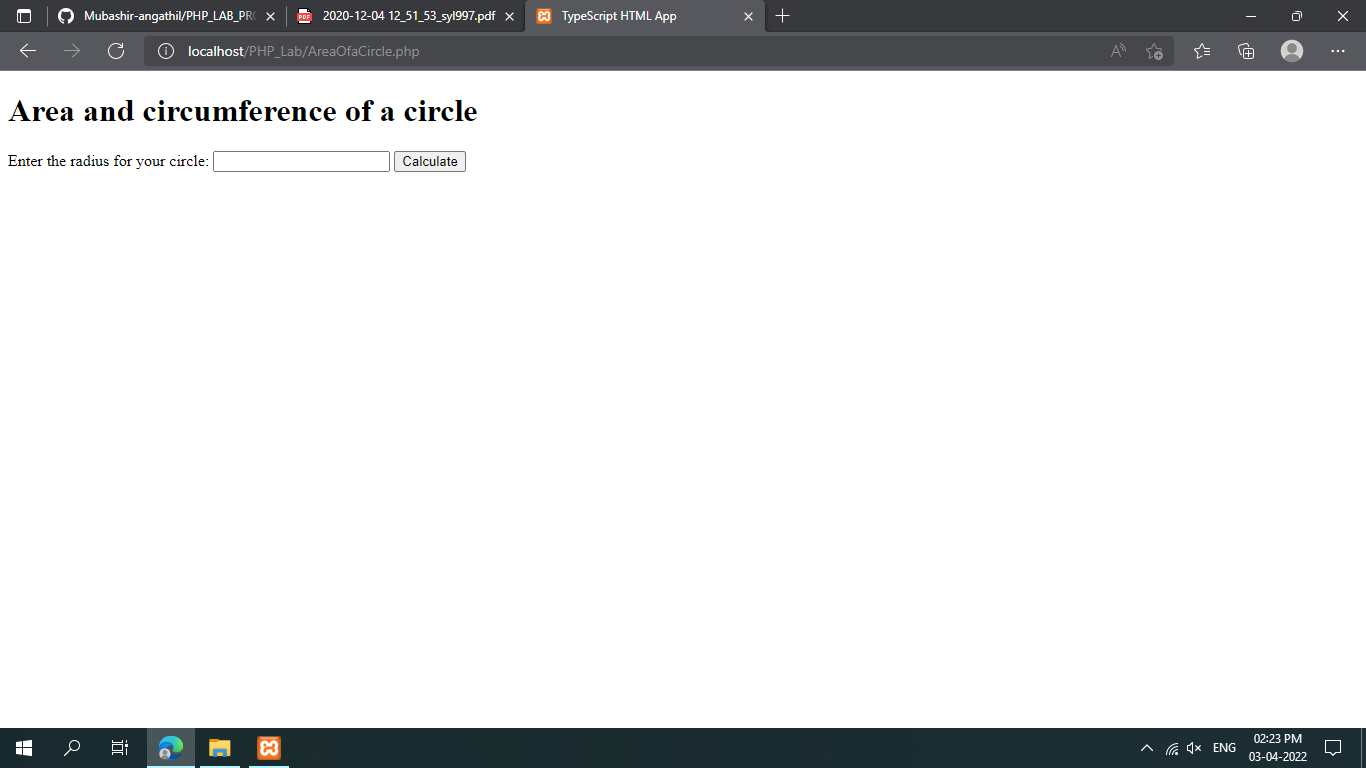 Mubashir-angathil/PHP_LAB_PRO
2020-12-04 12_51_53_syl997.pdf
TypeScript HTML App
localhost/PHP_Lab/AreaOfaCircle.php
Area and circumference of a circle
Enter the radius for your circle: Calculate
ENG
02:23 PM
03-04-2022